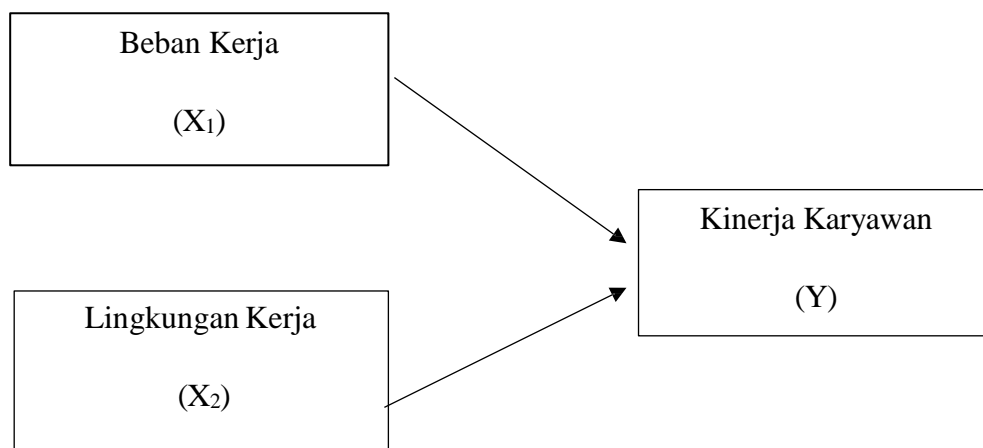 Beban Kerja
(X₁)
Kinerja Karyawan
(Y)
Lingkungan Kerja
(X₂)